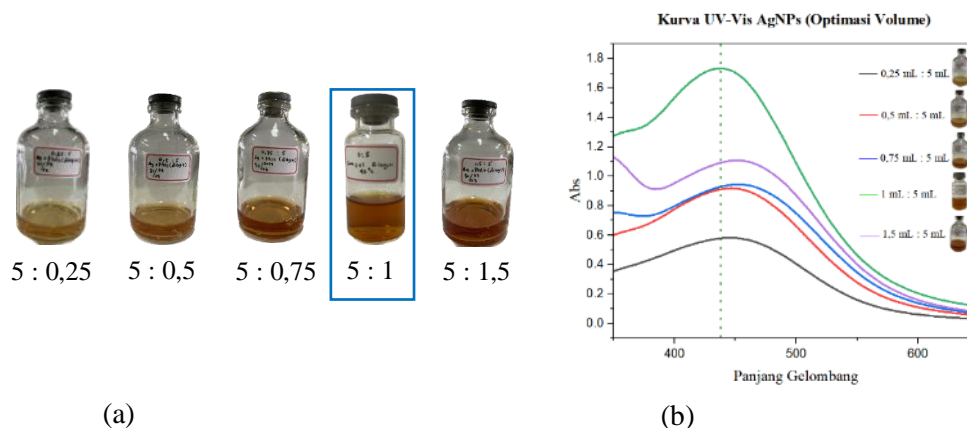 5 : 0,25
5 : 0,5
5 : 0,75
5 : 1
5 : 1,5
(a)
Kurva UV-Vis AgNPs (Optimasi Volume)
Abs
1.8
1.6
1.4
1.2
1.0
0.8
0.6
0.4
0.2
0.0
400
500
600
Panjang Gelombang
0,25 mL : 5 mL
0,5 mL : 5 mL
0,75 mL : 5 mL
1 mL : 5 mL
1,5 mL : 5 mL
(b)